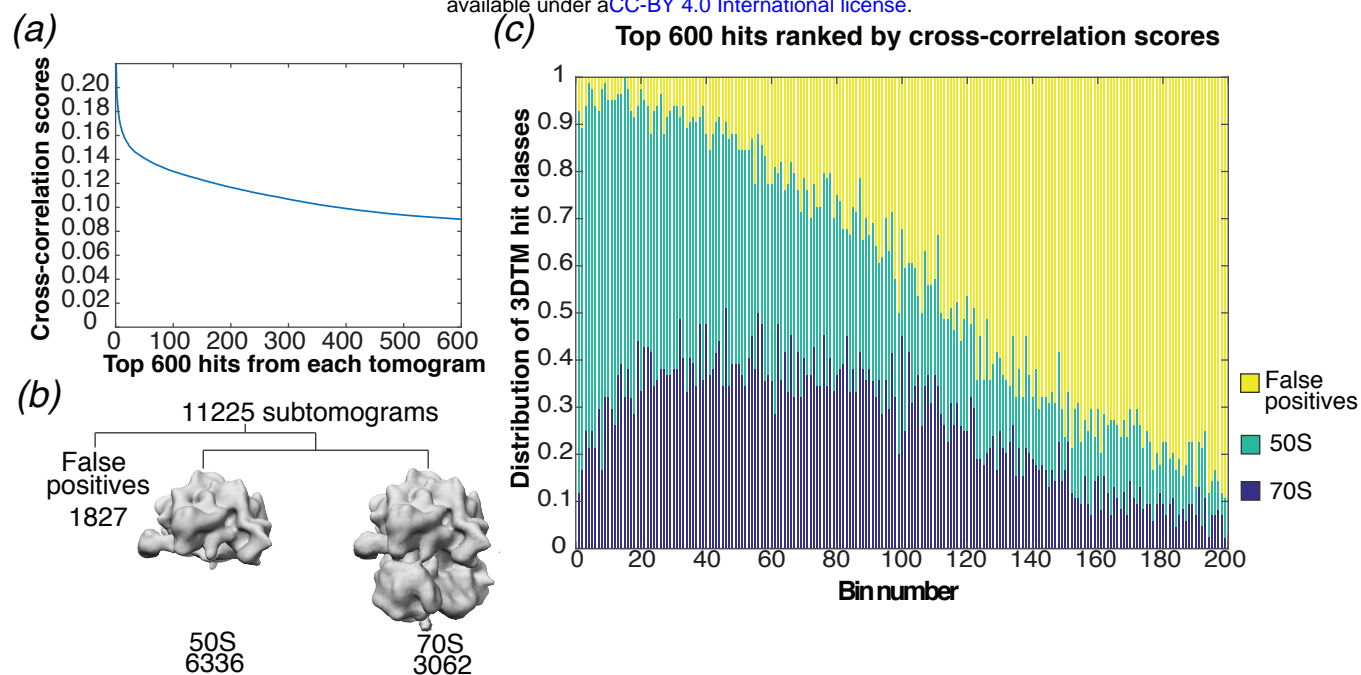 available under aCC-BY 4.0 International license.
(a)
Cross-correlation scores
0.20
0.18
0.16
0.14
0.12
0.10
0.08
0.06
0.04
0.02
0
0 100 200 300 400 500 600
Top 600 hits from each tomogram
(b)
11225 subtomograms
False
positives
1827
50S
6336
70S
3062
(c)
Top 600 hits ranked by cross-correlation scores
Distribution of 3DTM hit classes
1
0.9
0.8
0.7
0.6
0.5
0.4
0.3
0.2
0.1
0
0 20 40 60 80 100 120 140 160 180 200
Bin number
False
positives
50S
70S